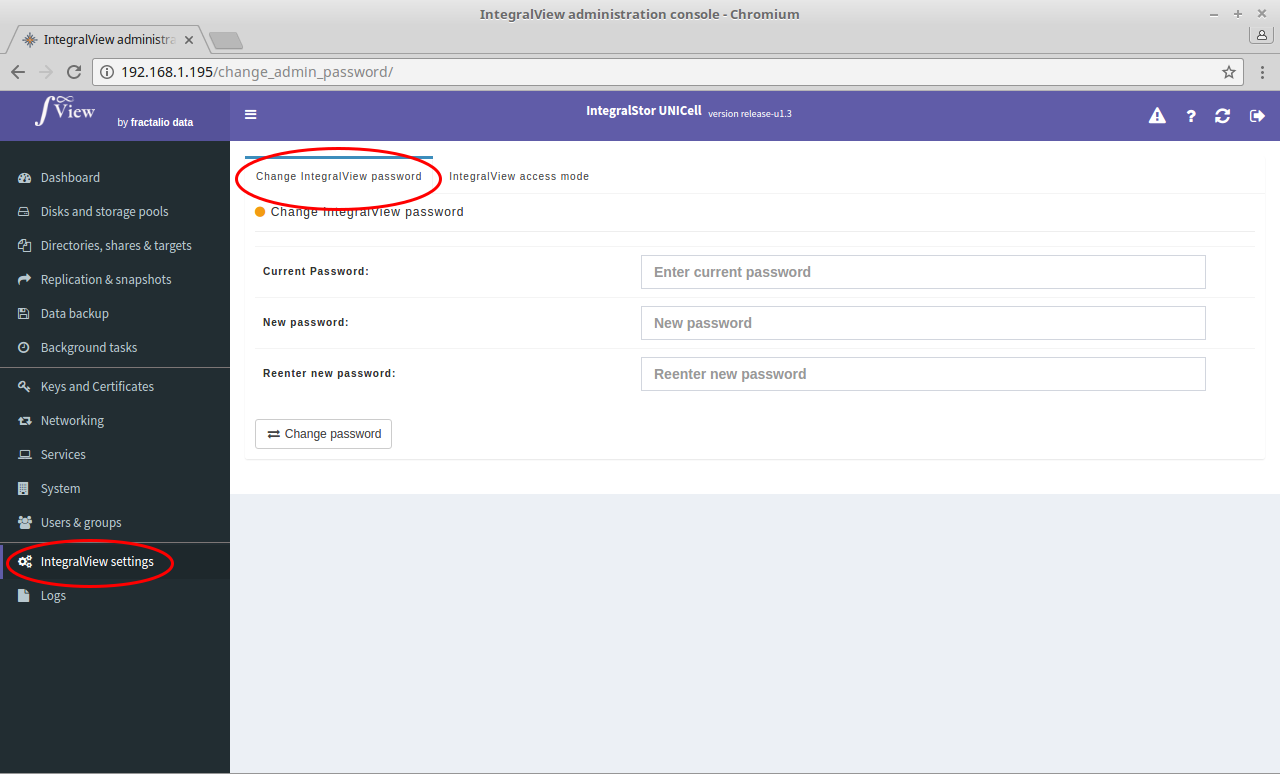 IntegralView administration console - Chromium
IntegralView administra
192.168.1.195/change_admin_password/
View by fractalio data
IntegralStor UNICell version release-u1.3
Dashboard
Disks and storage pools
Directories, shares & targets
Replication & snapshots
Data backup
Background tasks
Keys and Certificates
Networking
Services
System
Users & groups
IntegralView settings
Logs
Change IntegralView password IntegralView access mode
Change IntegralView password
Current Password: Enter current password
New password: New password
Reenter new password: Reenter new password
Change password